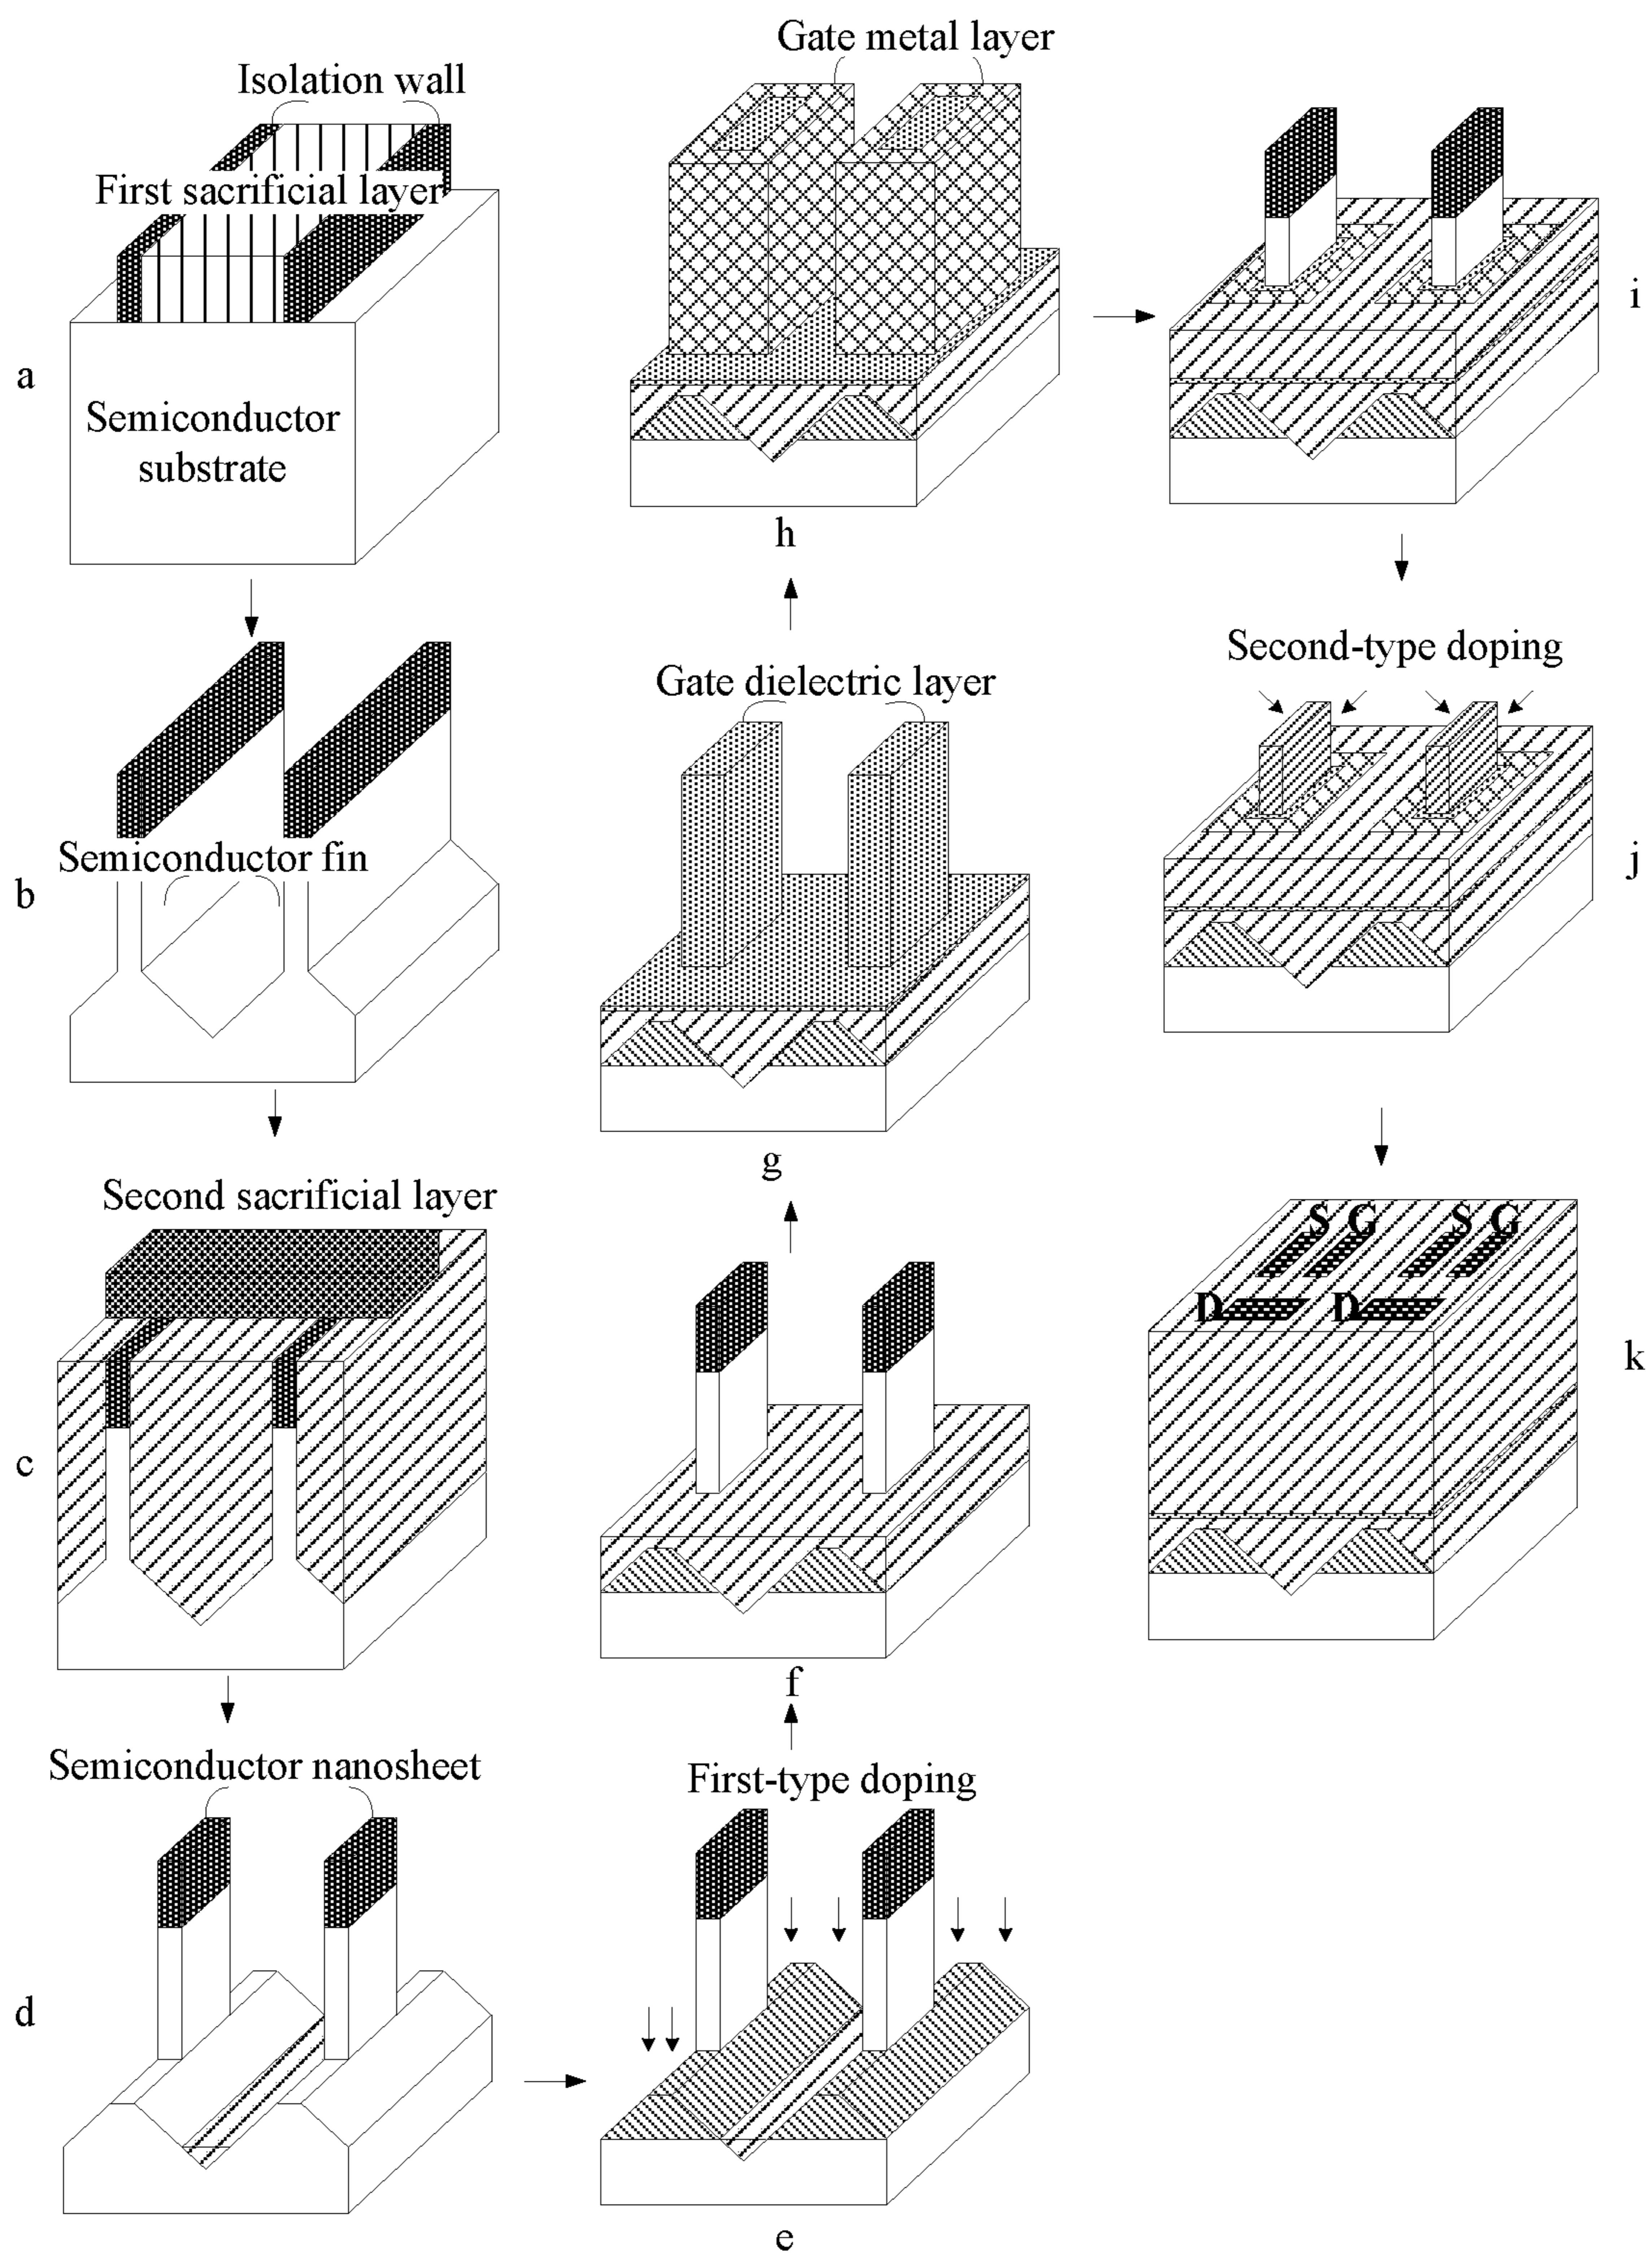 Isolation wall
First sacrificial layer
Semiconductor
substrate
a
Semiconductor fin
b
Second sacrificial layer
c
Semiconductor nanosheet
d
First-type doping
e
f
Gate dielectric layer
g
Gate metal layer
h
i
Second-type doping
j
S G S G
D D
k